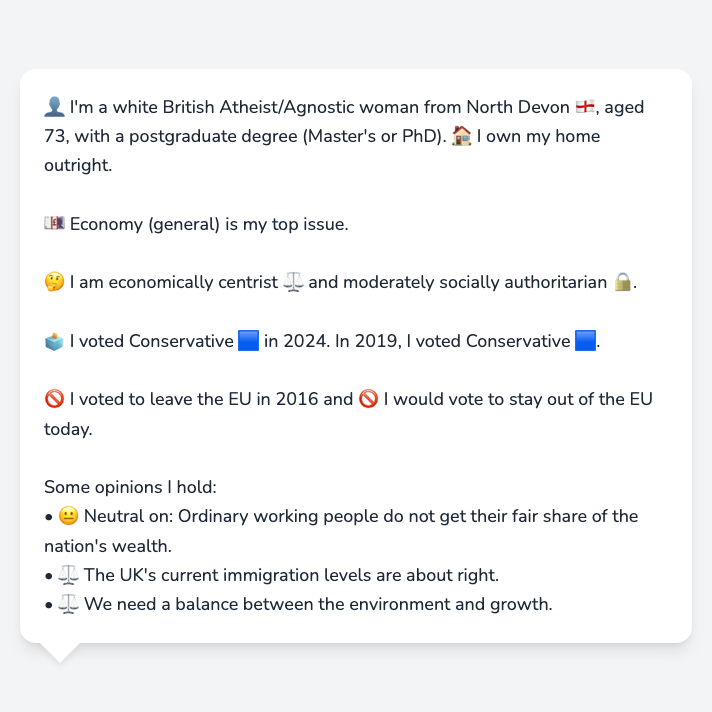 👤 I'm a white British Atheist/Agnostic woman from North Devon 🏴󠁧󠁢󠁥󠁮󠁧󠁿, aged
73, with a postgraduate degree (Master's or PhD). 🏠 I own my home
outright.
💷 Economy (general) is my top issue.
🤔 I am economically centrist ⚖️ and moderately socially authoritarian 🔒.
🗳️ I voted Conservative 🟦 in 2024. In 2019, I voted Conservative 🟦.
🚫 I voted to leave the EU in 2016 and 🚫 I would vote to stay out of the EU
today.
Some opinions I hold:
• 😐 Neutral on: Ordinary working people do not get their fair share of the
nation's wealth.
• ⚖️ The UK's current immigration levels are about right.
• ⚖️ We need a balance between the environment and growth.